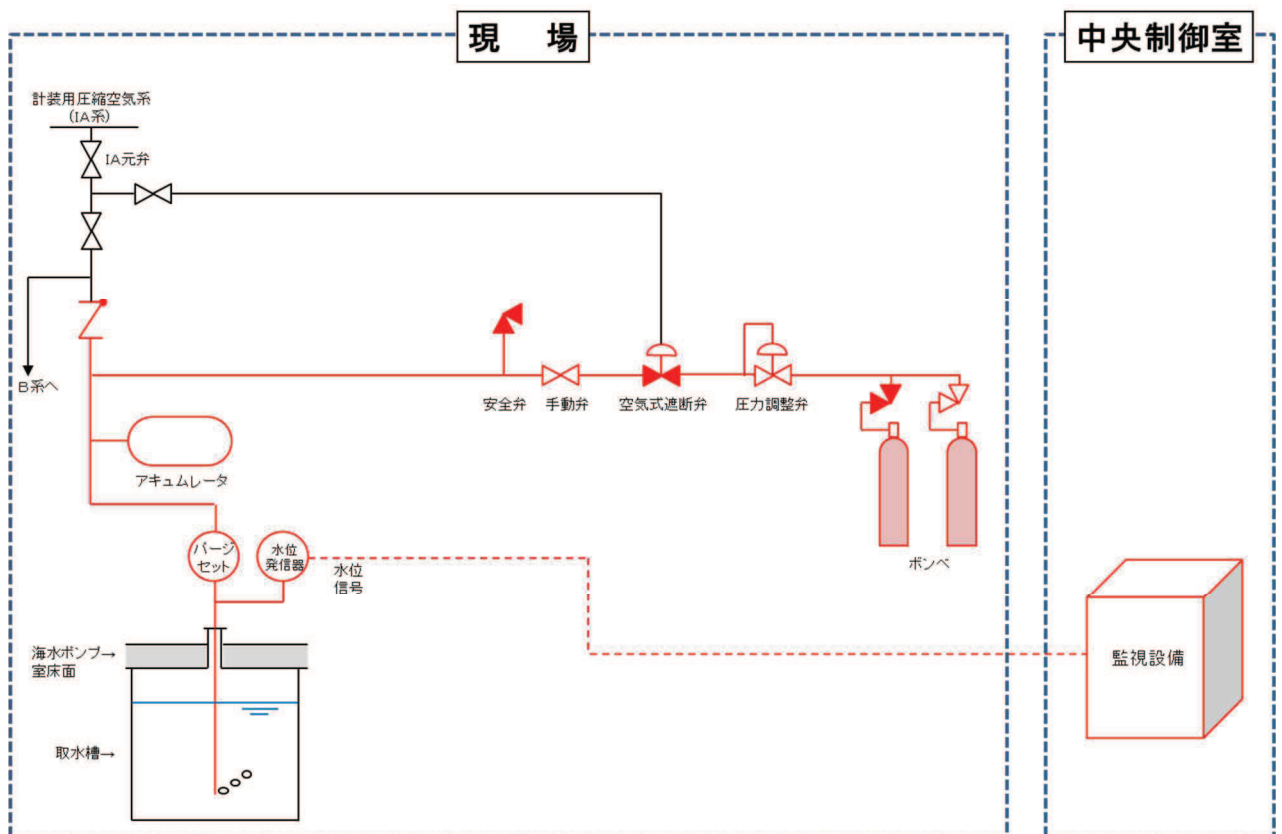 現 場
中央制御室
計装用圧縮空気系
(IA系)
IA元弁
B系へ
安全弁
手動弁
空気式遮断弁
圧力調整弁
アキュムレータ
パージ
セット
水位
発信器
水位
信号
ボンベ
海水ポンプ→
室床面
監視設備
取水槽→